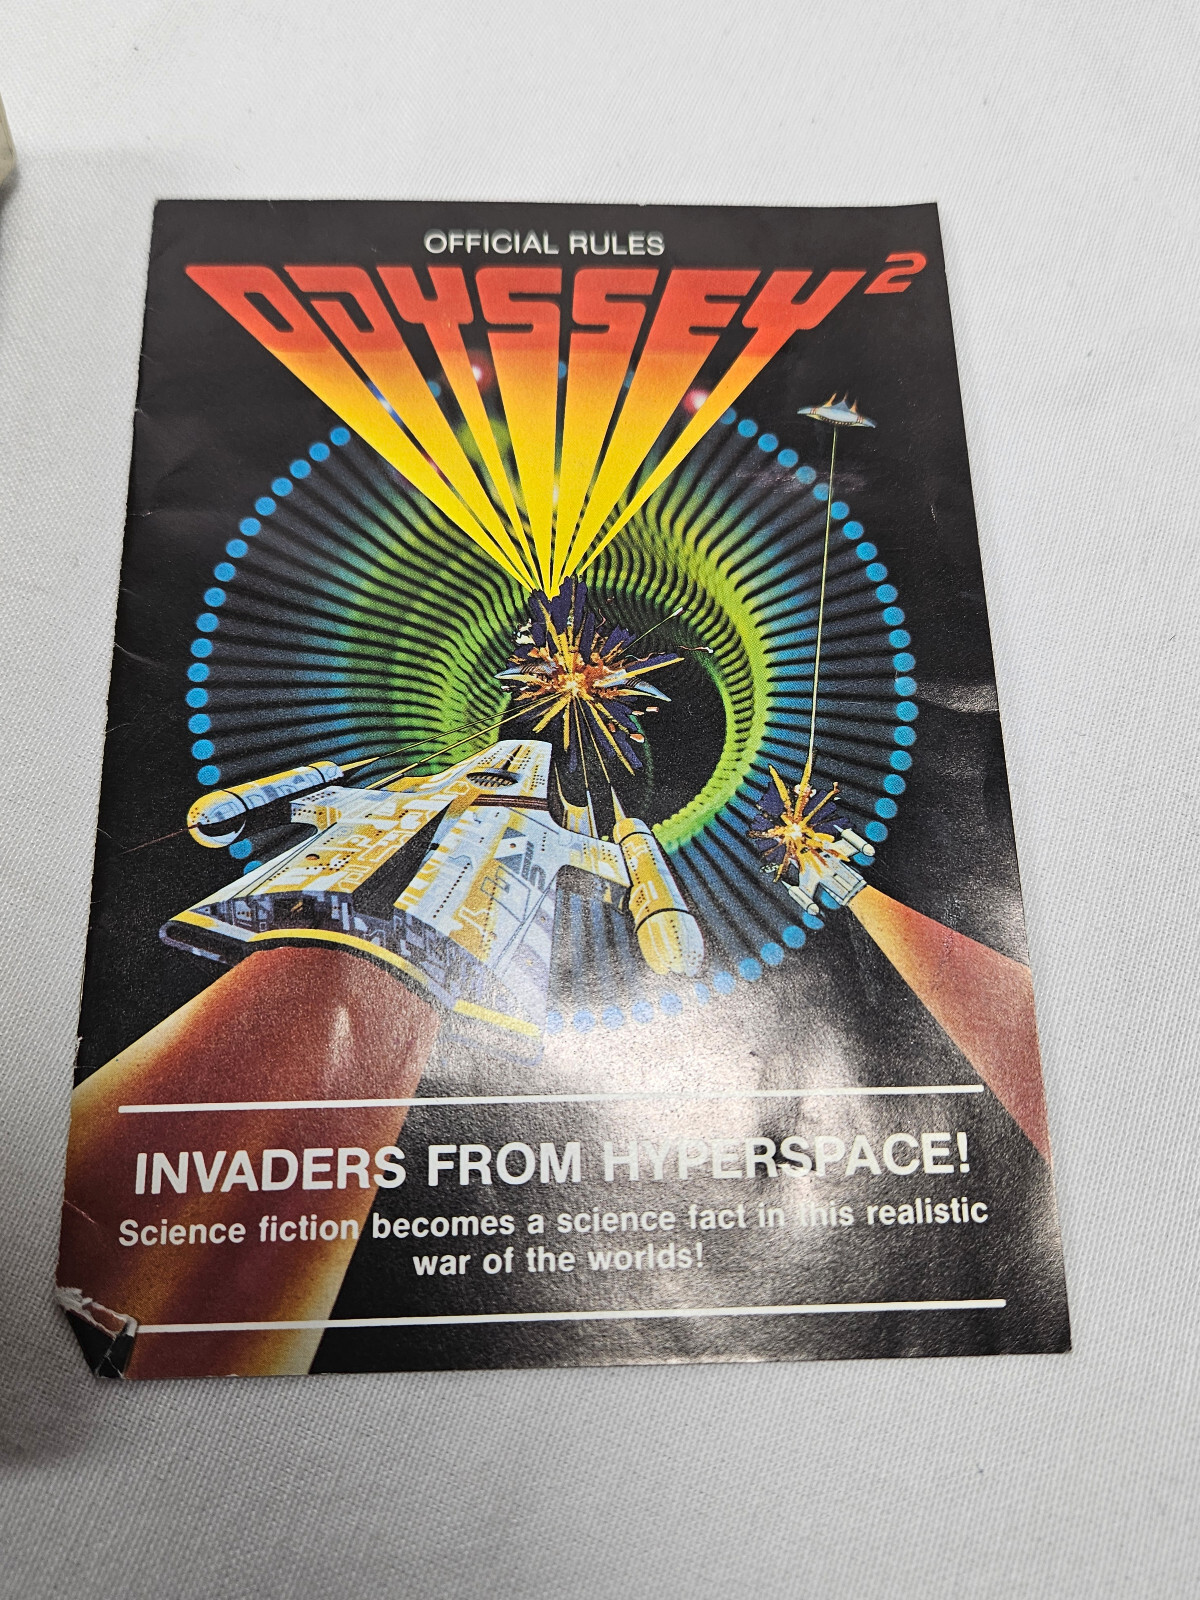 OFFICIAL RULES
ODYSSEY²
INVADERS FROM HYPERSPACE!
Science fiction becomes a science fact in this realistic
war of the worlds!